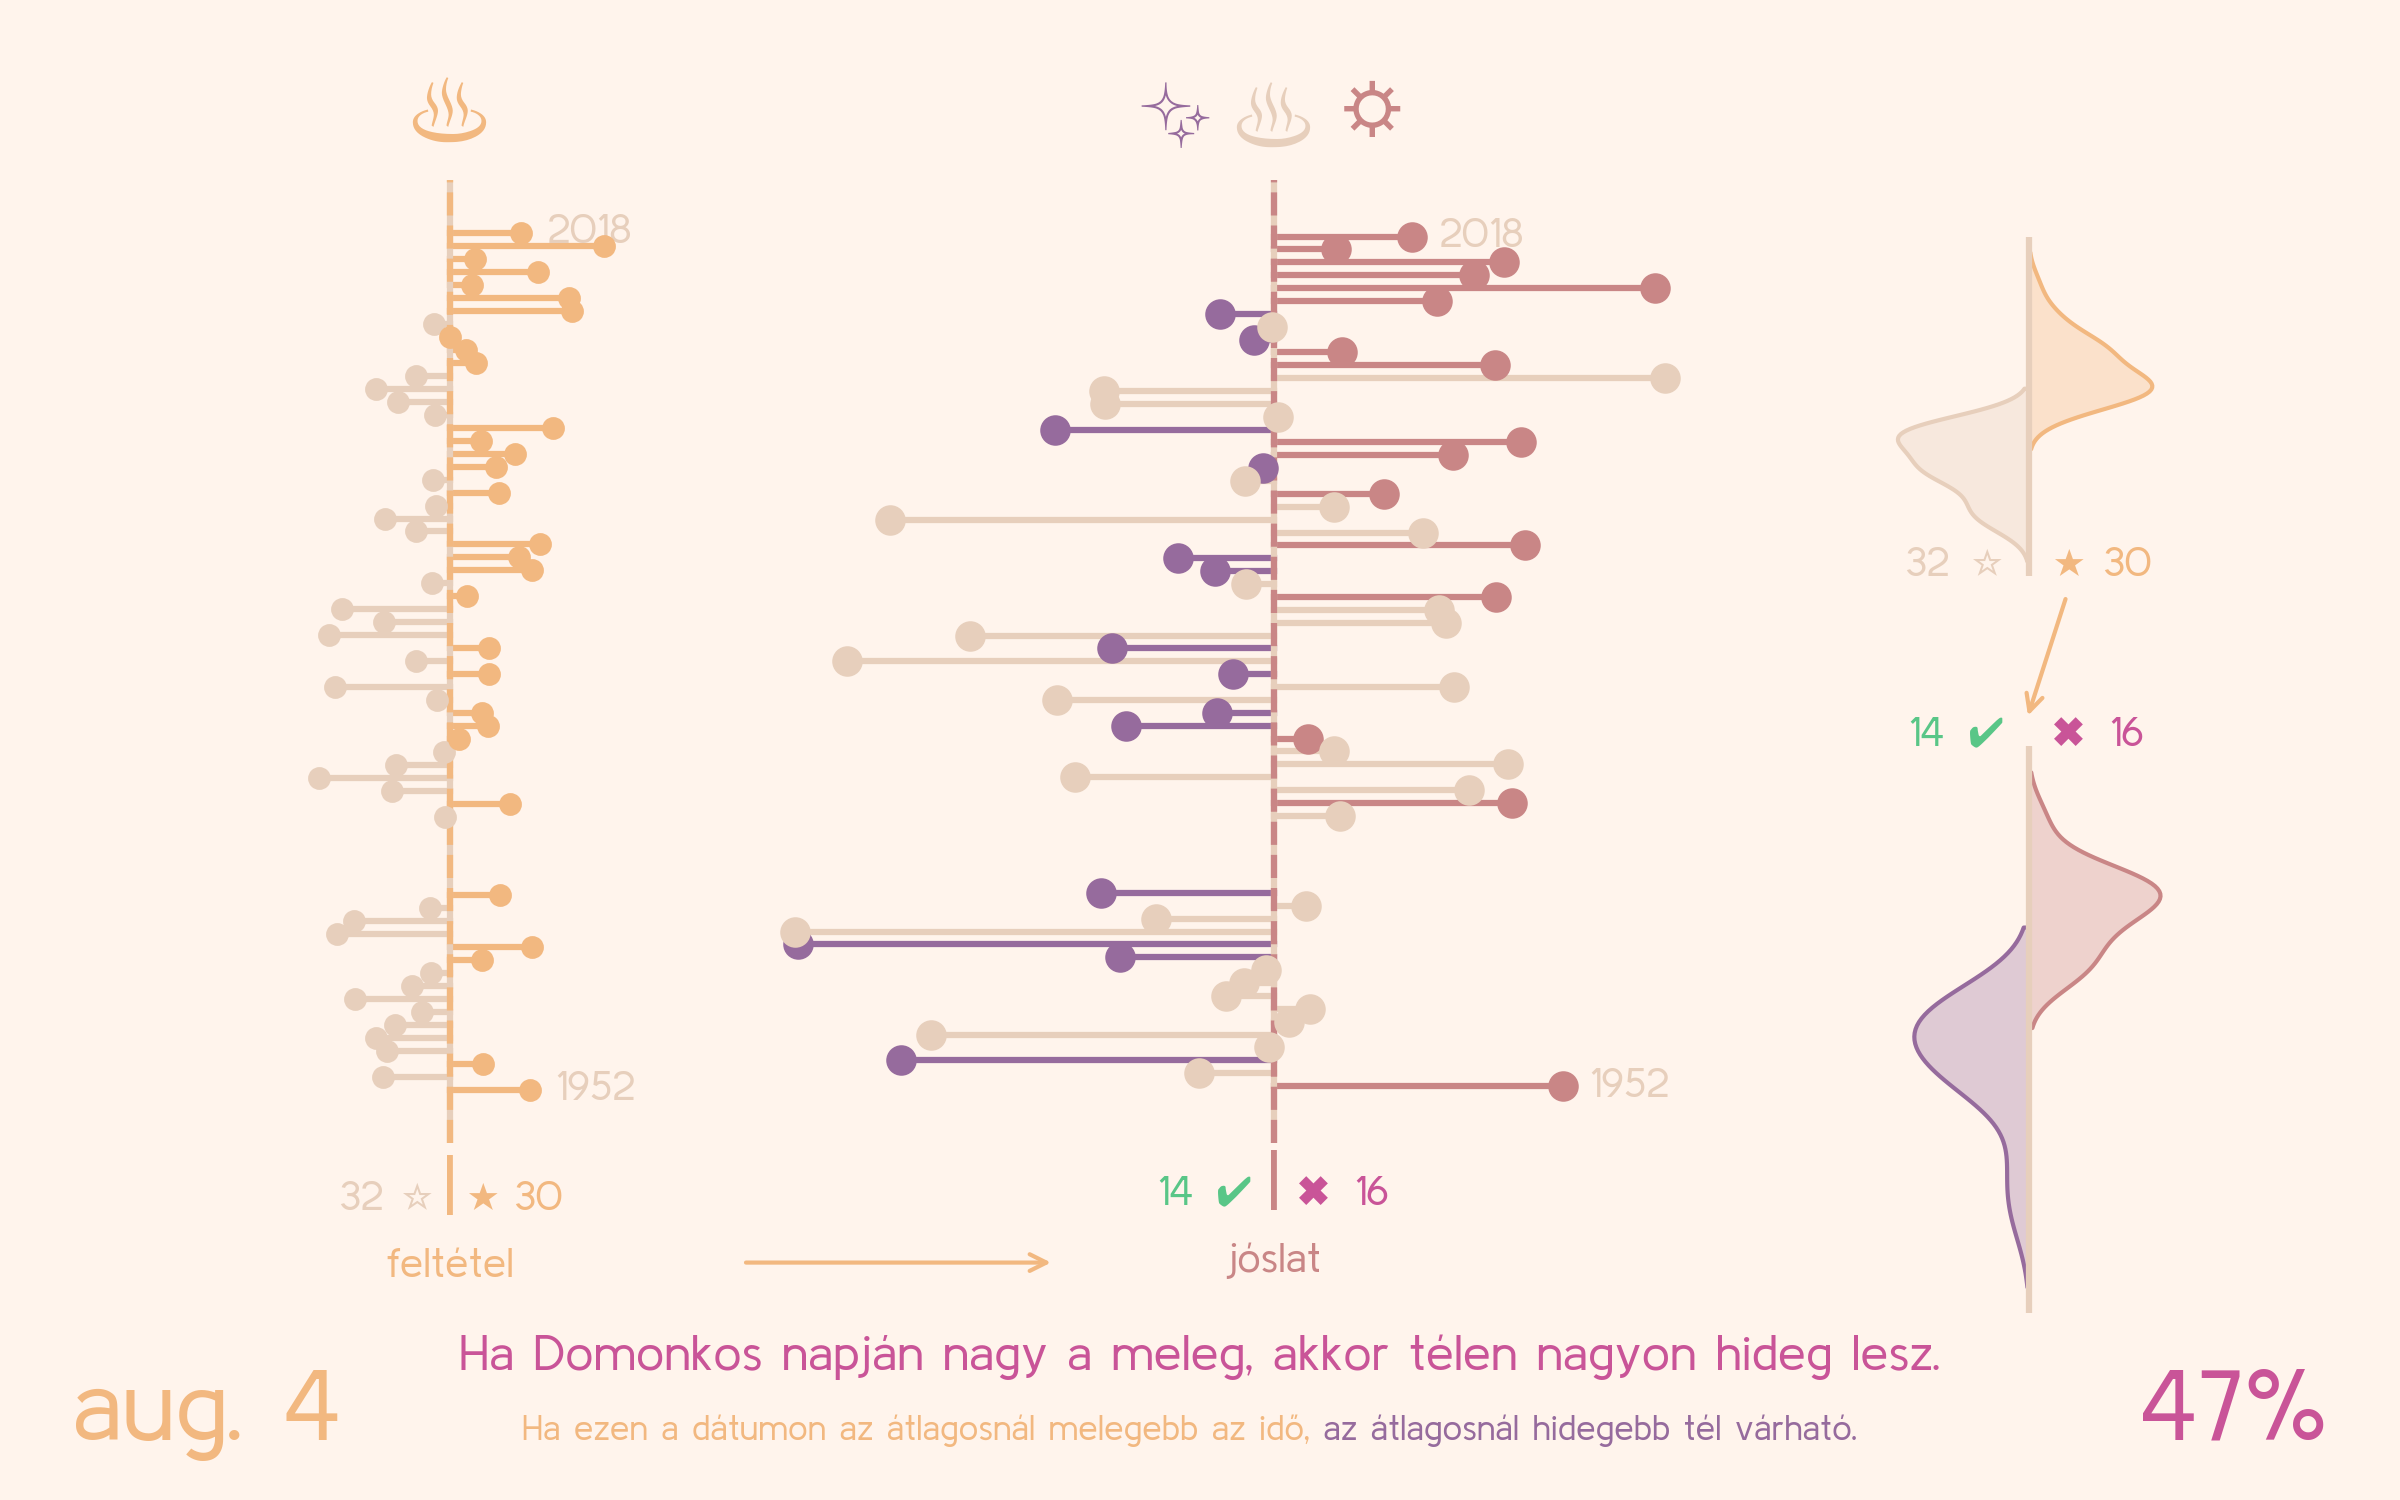 2018
2018
32 ☆ ★ 30
14 ✔ ✖ 16
1952
1952
32 ☆ ★ 30
14 ✔ ✖ 16
feltétel
jóslat
Ha Domonkos napján nagy a meleg, akkor télen nagyon hideg lesz.
aug. 4
47%
Ha ezen a dátumon az átlagosnál melegebb az idő, az átlagosnál hidegebb tél várható.